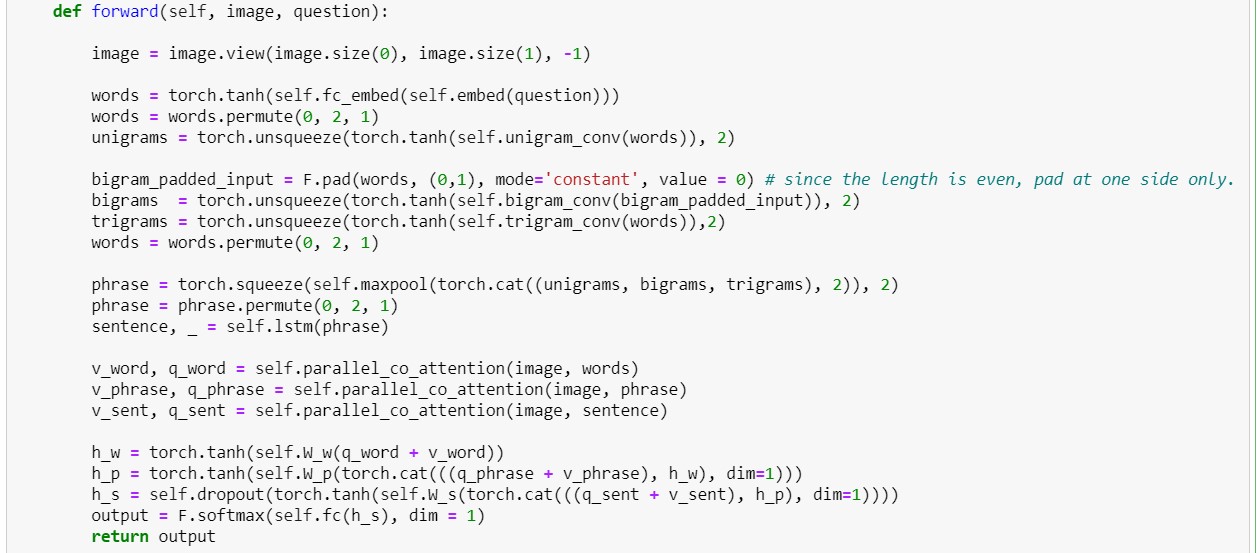 def forward(self, image, question):
image = image.view(image.size(0), image.size(1), -1)
words = torch.tanh(self.fc_embed(self.embed(question)))
words = words.permute(0, 2, 1)
unigrams = torch.unsqueeze(torch.tanh(self.unigram_conv(words)), 2)
bigram_padded_input = F.pad(words, (0,1), mode='constant', value = 0) # since the length is even, pad at one side only.
bigrams  = torch.unsqueeze(torch.tanh(self.bigram_conv(bigram_padded_input)), 2)
trigrams = torch.unsqueeze(torch.tanh(self.trigram_conv(words)),2)
words = words.permute(0, 2, 1)
phrase = torch.squeeze(self.maxpool(torch.cat((unigrams, bigrams, trigrams), 2)), 2)
phrase = phrase.permute(0, 2, 1)
sentence, _ = self.lstm(phrase)
v_word, q_word = self.parallel_co_attention(image, words)
v_phrase, q_phrase = self.parallel_co_attention(image, phrase)
v_sent, q_sent = self.parallel_co_attention(image, sentence)
h_w = torch.tanh(self.W_w(q_word + v_word))
h_p = torch.tanh(self.W_p(torch.cat(((q_phrase + v_phrase), h_w), dim=1)))
h_s = self.dropout(torch.tanh(self.W_s(torch.cat(((q_sent + v_sent), h_p), dim=1))))
output = F.softmax(self.fc(h_s), dim = 1)
return output